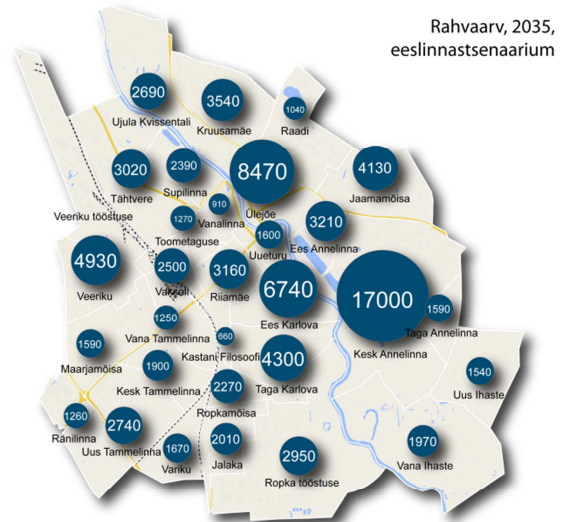 Rahvaarv, 2035,
eeslinnastsenaarium
2690
Ujula Kvissentali
3540
Kruusamäe
1040
Raadi
3020
Tähtvere
2390
Supilinna
8470
Ülejõe
4130
Jaamamõisa
Veeriku tööstuse
910
Vanalinna
1270
Toometaguse
1600
Uueturu
3210
Ees Annelinna
4930
Veeriku
2500
Vaksali
3160
Riiamäe
6740
Ees Karlova
17000
Kesk Annelinna
1590
Taga Annelinna
1250
Vana Tammelinna
660
Kastani Filosoofi
1590
Maarjamõisa
1900
Kesk Tammelinna
4300
Taga Karlova
2270
Ropkamõisa
1540
Uus Ihaste
1260
Ränilinna
2740
Uus Tammelinna
1670
Variku
2010
Jalaka
2950
Ropka tööstuse
1970
Vana Ihaste